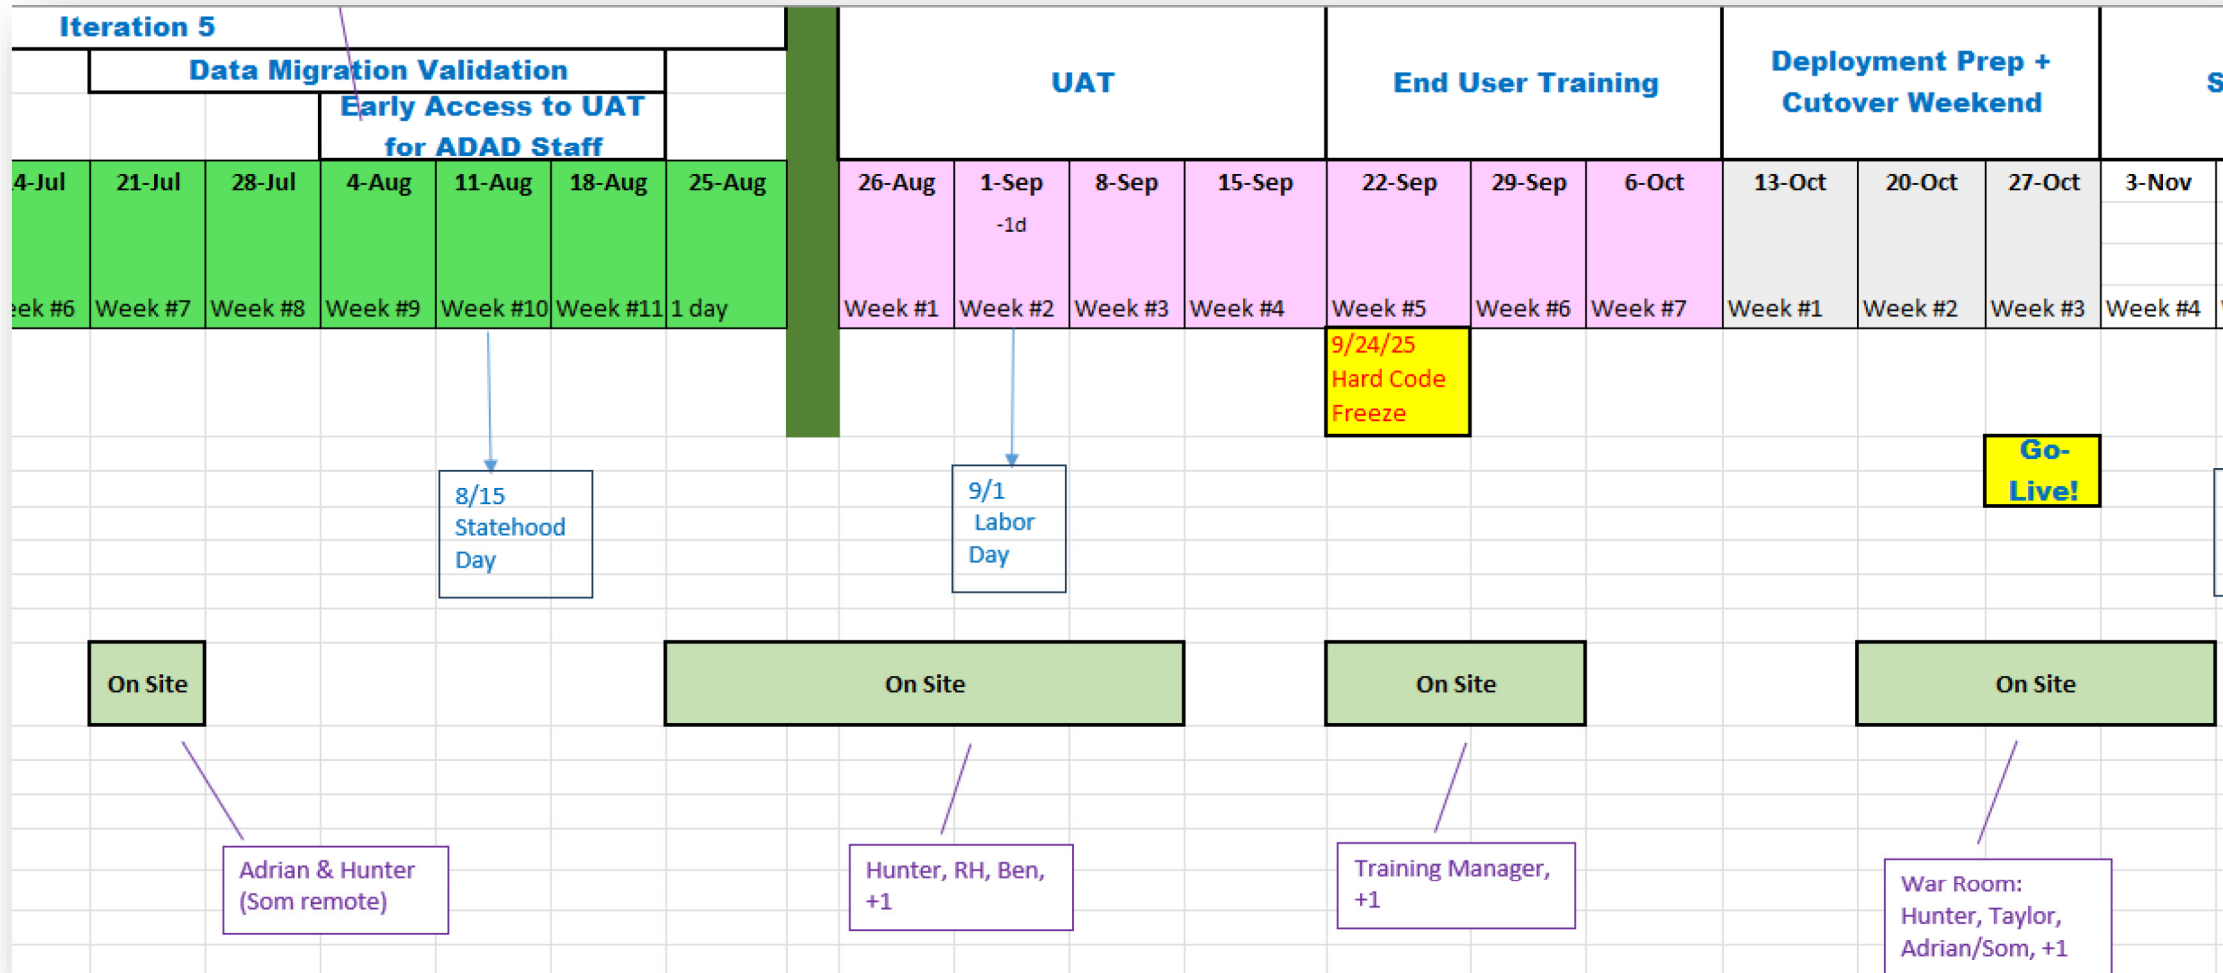 Iteration 5
Data Migration Validation
Early Access to UAT
for ADAD Staff
UAT
End User Training
Deployment Prep +
Cutover Weekend
S
4-Jul 21-Jul 28-Jul 4-Aug 11-Aug 18-Aug 25-Aug 26-Aug 1-Sep 8-Sep 15-Sep 22-Sep 29-Sep 6-Oct 13-Oct 20-Oct 27-Oct 3-Nov
-1d
eek #6 Week #7 Week #8 Week #9 Week #10 Week #11 1 day Week #1 Week #2 Week #3 Week #4 Week #5 Week #6 Week #7 Week #1 Week #2 Week #3 Week #4
9/24/25
Hard Code
Freeze
Go-
Live!
8/15
Statehood
Day
9/1
Labor
Day
On Site On Site On Site On Site
Adrian & Hunter
(Som remote)
Hunter, RH, Ben,
+1
Training Manager,
+1
War Room:
Hunter, Taylor,
Adrian/Som, +1